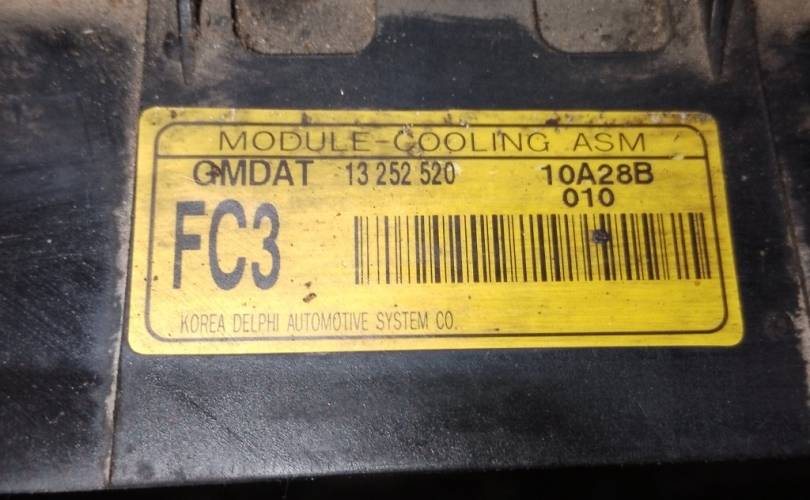 MODULE-COOLING ASM
GMDAT 13 252 520 10A28B
010
FC3
KOREA DELPHI AUTOMOTIVE SYSTEM CO.